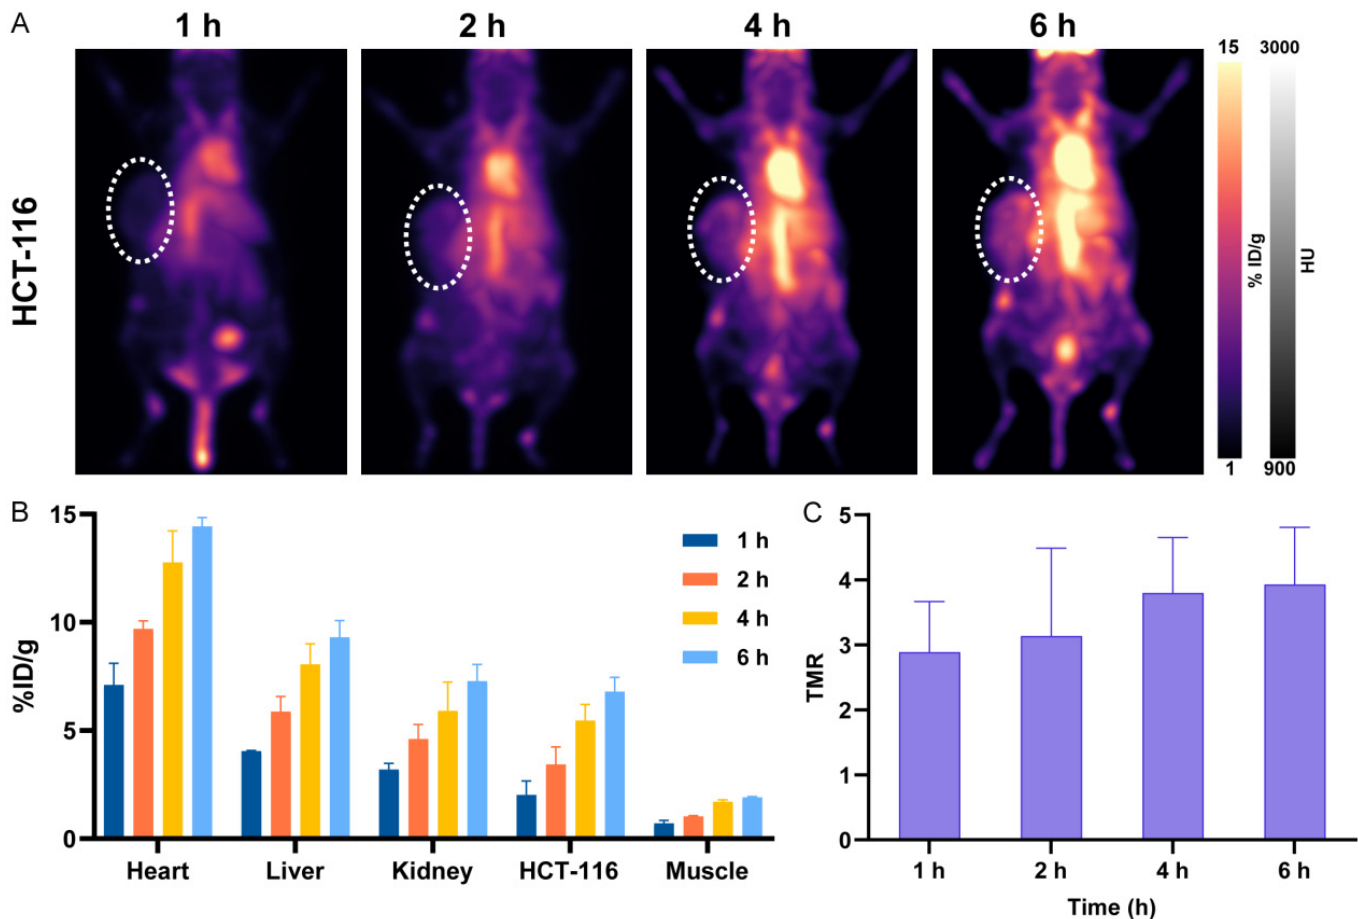 A
1 h 2 h 4 h 6 h
HCT-116
15 3000
% ID/g
HU
1 900
B
%ID/g
15
10
5
0
1 h
2 h
4 h
6 h
Heart Liver Kidney HCT-116 Muscle
C
TMR
5
4
3
2
1
0
1 h 2 h 4 h 6 h
Time (h)